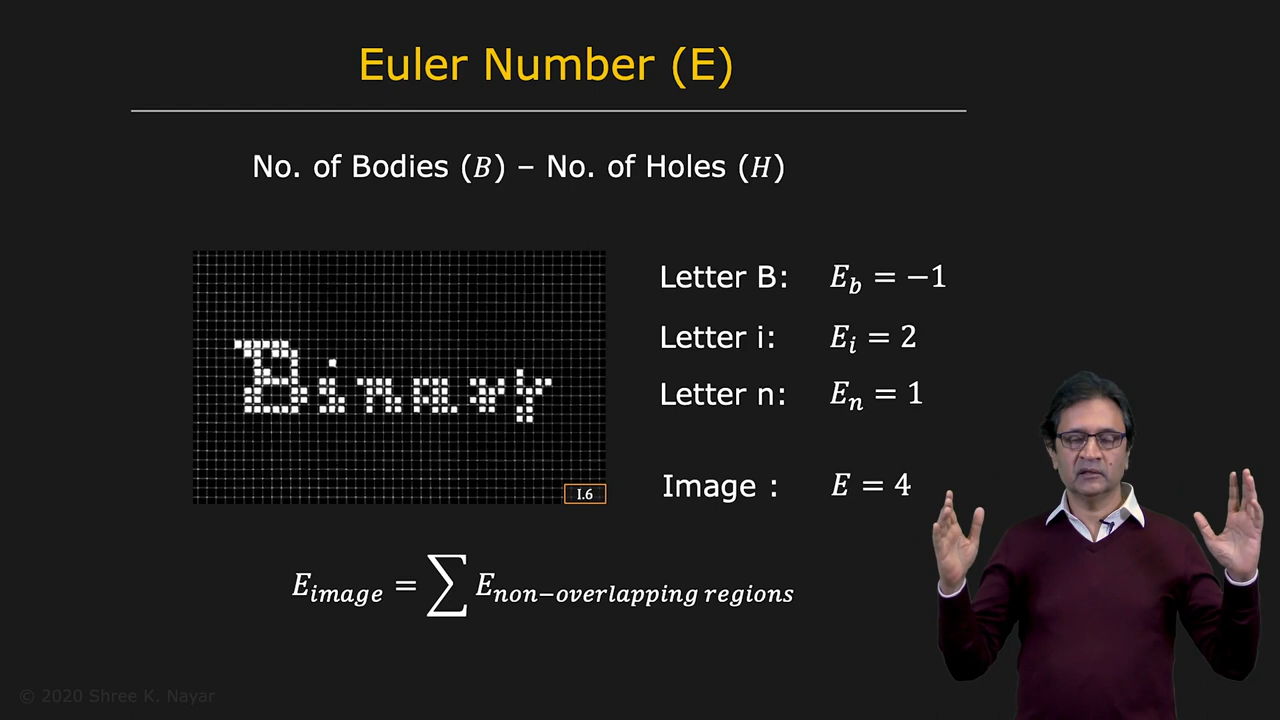 Euler Number (E)
No. of Bodies (B) – No. of Holes (H)
Binary
I.6
Letter B: E_b = −1
Letter i: E_i = 2
Letter n: E_n = 1
Image : E = 4
E_image = ∑ E_non−overlapping regions
© 2020 Shree K. Nayar